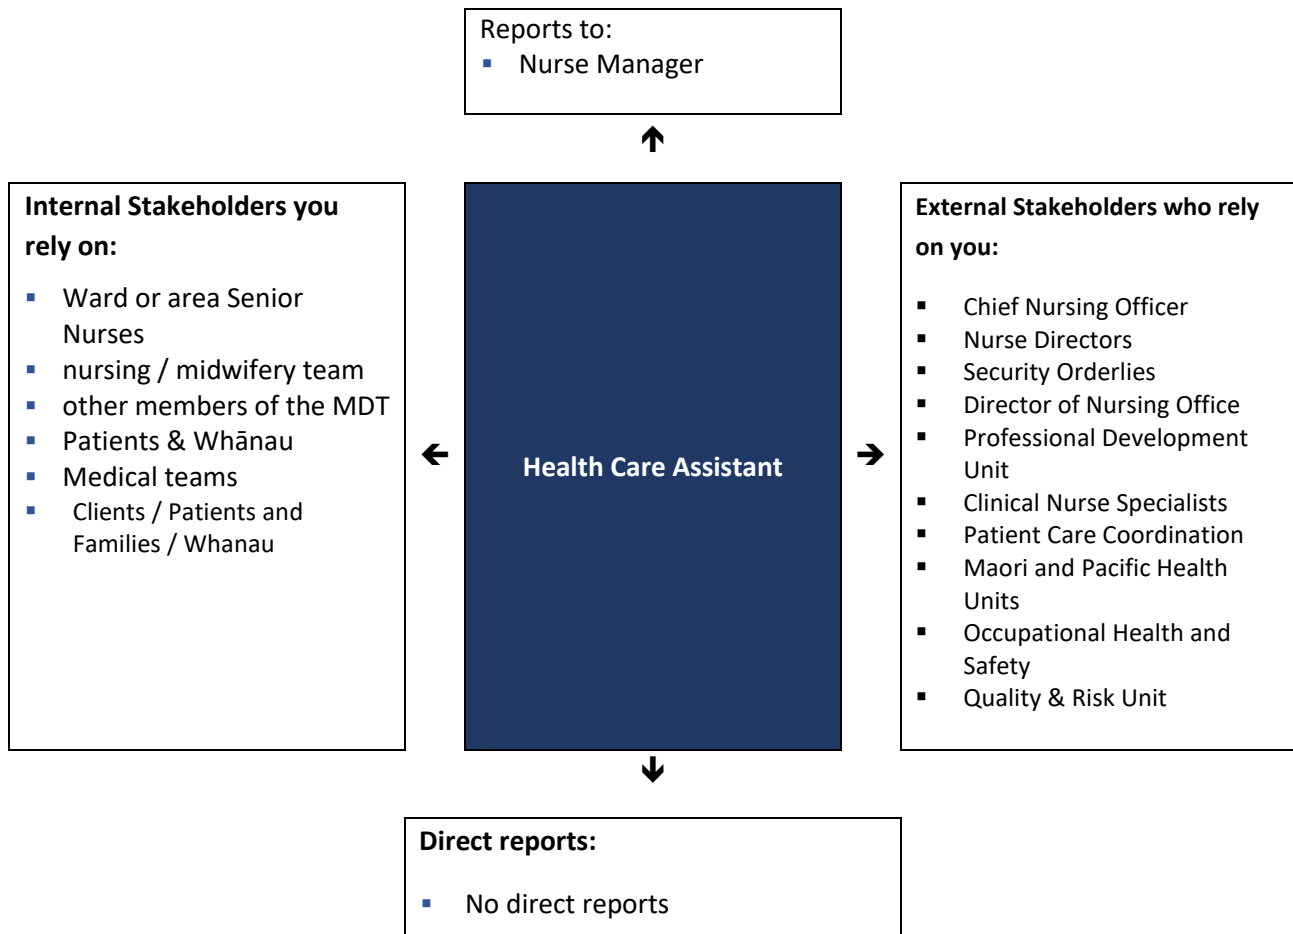 Reports to:
▪ Nurse Manager
Internal Stakeholders you
rely on:
▪ Ward or area Senior
Nurses
▪ nursing / midwifery team
▪ other members of the MDT
▪ Patients & Whānau
▪ Medical teams
▪ Clients / Patients and
Families / Whanau
Health Care Assistant
External Stakeholders who rely
on you:
▪ Chief Nursing Officer
▪ Nurse Directors
▪ Security Orderlies
▪ Director of Nursing Office
▪ Professional Development
Unit
▪ Clinical Nurse Specialists
▪ Patient Care Coordination
▪ Maori and Pacific Health
Units
▪ Occupational Health and
Safety
▪ Quality & Risk Unit
Direct reports:
▪ No direct reports